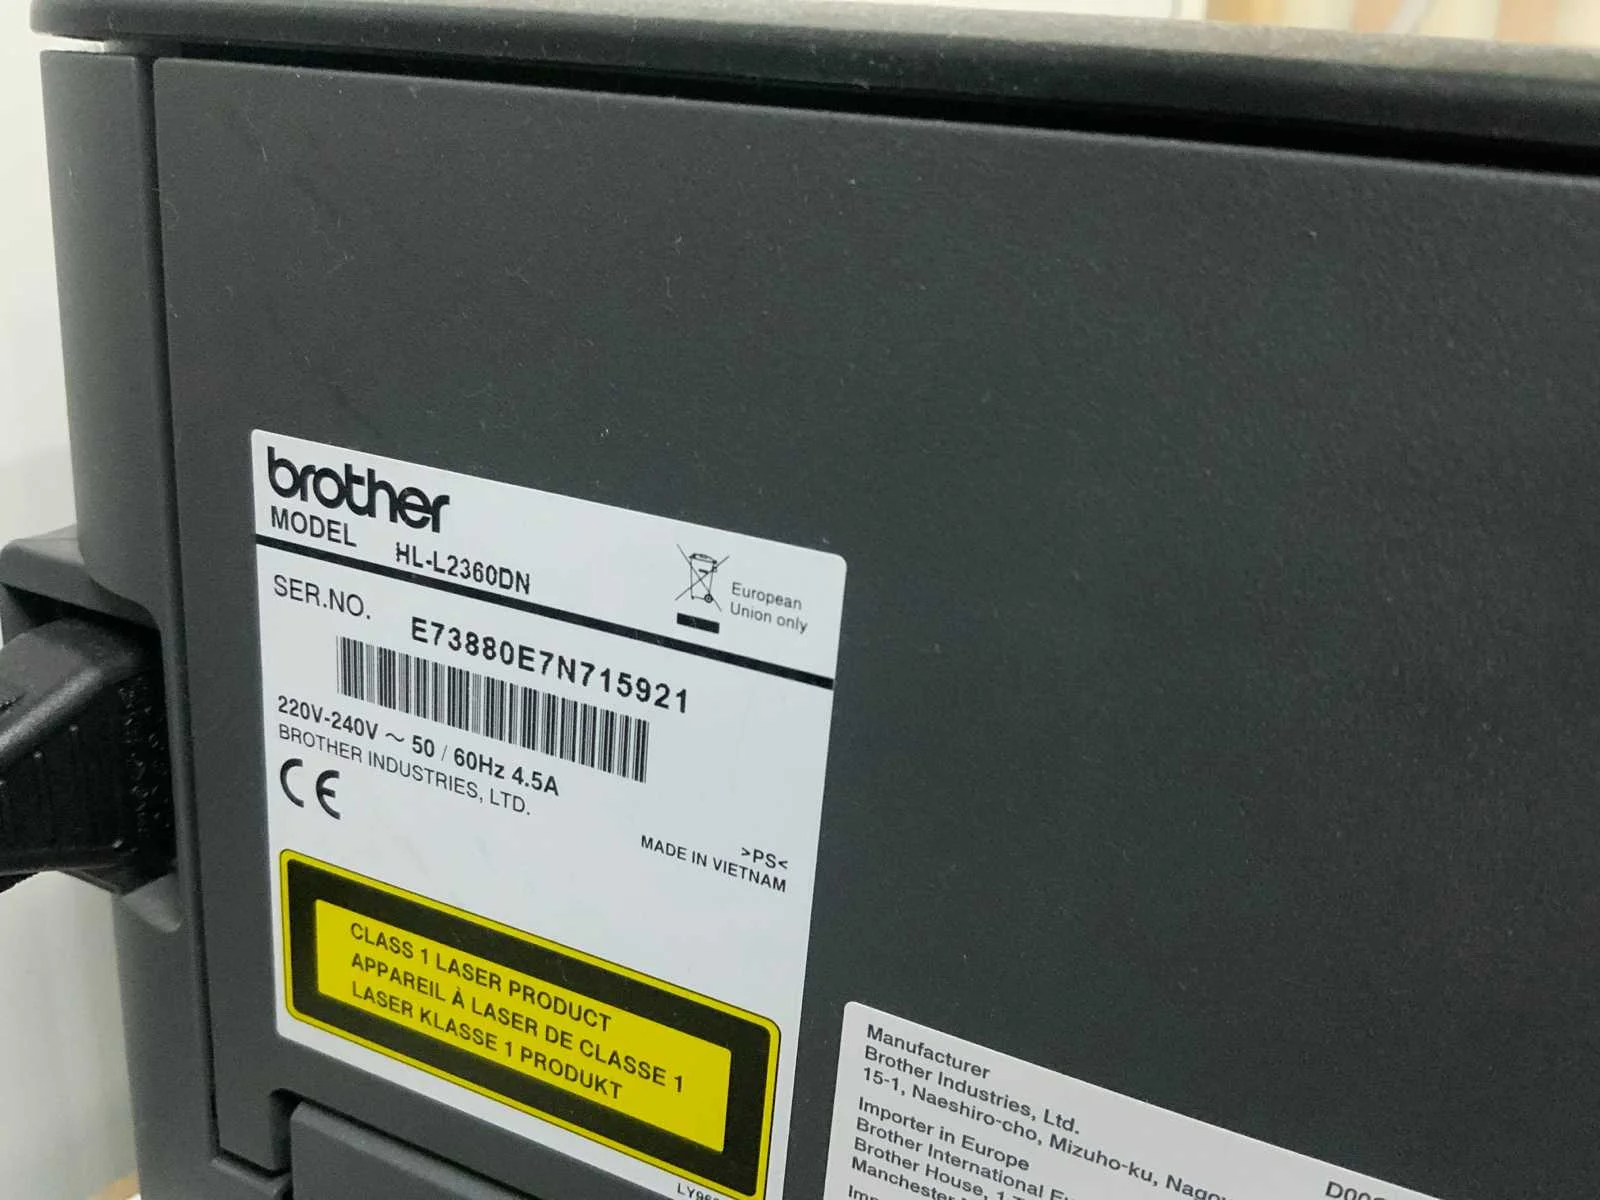 brother
MODEL HL-L2360DN
European
Union only
SER.NO. E73880E7N715921
220V-240V ~ 50 / 60Hz 4.5A
BROTHER INDUSTRIES, LTD.
CE
>PS<
MADE IN VIETNAM
CLASS 1 LASER PRODUCT
APPAREIL À LASER DE CLASSE 1
LASER KLASSE 1 PRODUKT
Manufacturer
Brother Industries, Ltd.
15-1, Naeshiro-cho, Mizuho-ku,
Importer in Europe
Brother International
Brother House, 1
Manchester